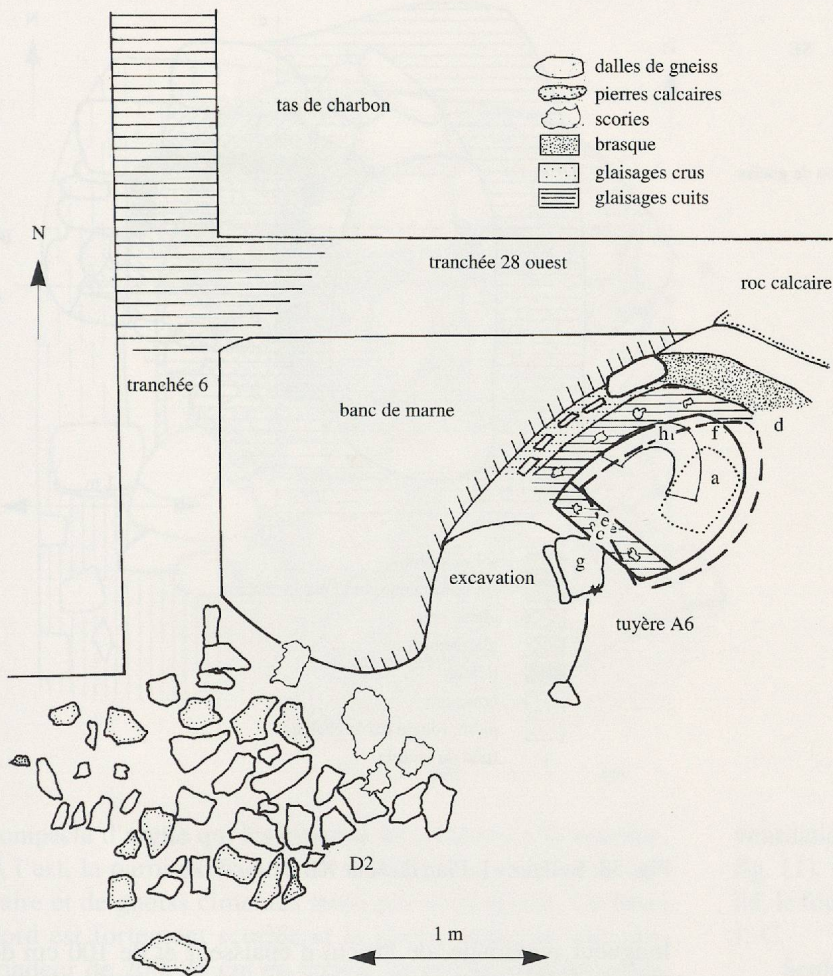 tas de charbon
dalles de gneiss
pierres calcaires
scories
brasque
glaisages crus
glaisages cuits
N
tranchée 28 ouest
roc calcaire
tranchée 6
banc de marne
d
h
f
a
e
c
g
excavation
tuyère A6
D2
1 m